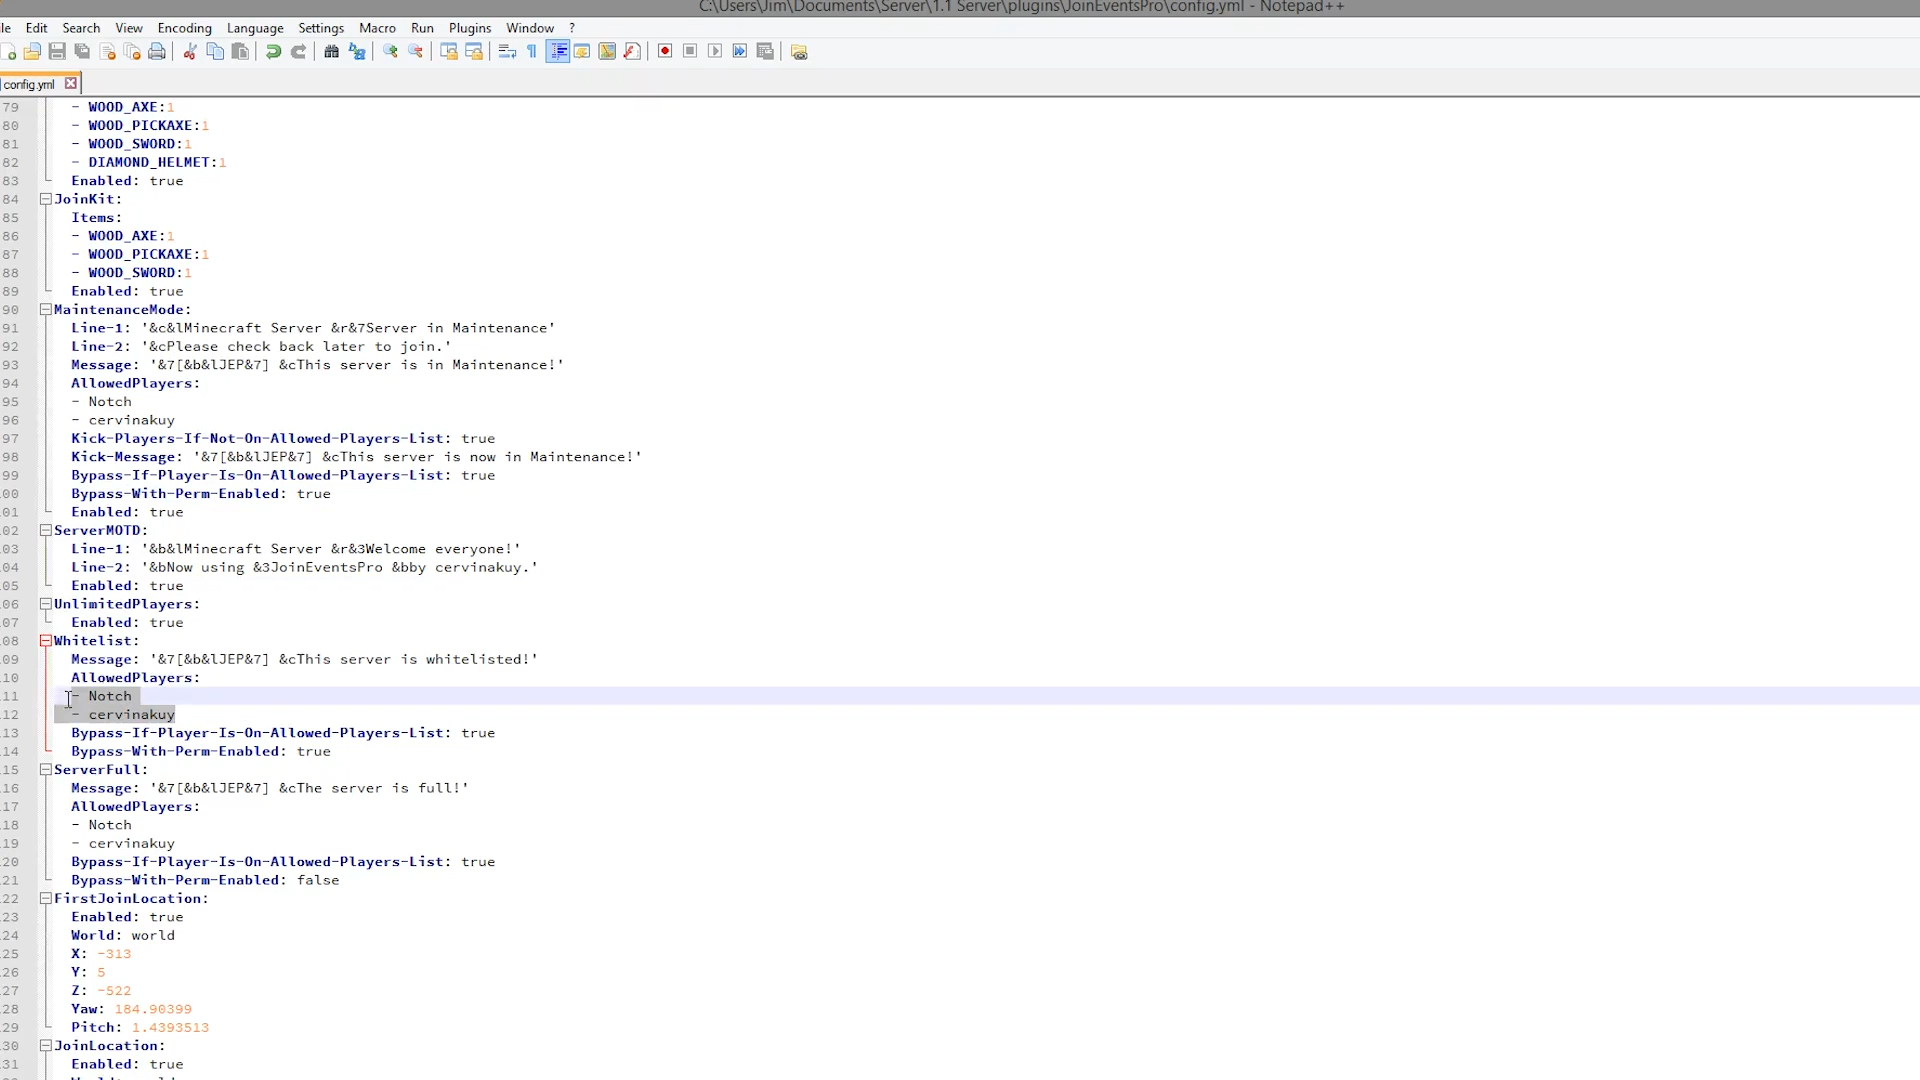 C:\Users\Jim\Documents\Server\1.1 Server\plugins\JoinEventsPro\config.yml - Notepad++
Edit Search View Encoding Language Settings Macro Run Plugins Window ?
config.yml
79 - WOOD_AXE:1
80 - WOOD_PICKAXE:1
81 - WOOD_SWORD:1
82 - DIAMOND_HELMET:1
83 Enabled: true
84 JoinKit:
85 Items:
86 - WOOD_AXE:1
87 - WOOD_PICKAXE:1
88 - WOOD_SWORD:1
89 Enabled: true
90 MaintenanceMode:
91 Line-1: '&c&lMinecraft Server &r&7Server in Maintenance'
92 Line-2: '&cPlease check back later to join.'
93 Message: '&7[&b&lJEP&7] &cThis server is in Maintenance!'
94 AllowedPlayers:
95 - Notch
96 - cervinakuy
97 Kick-Players-If-Not-On-Allowed-Players-List: true
98 Kick-Message: '&7[&b&lJEP&7] &cThis server is now in Maintenance!'
99 Bypass-If-Player-Is-On-Allowed-Players-List: true
00 Bypass-With-Perm-Enabled: true
01 Enabled: true
02 ServerMOTD:
03 Line-1: '&b&lMinecraft Server &r&3Welcome everyone!'
04 Line-2: '&bNow using &3JoinEventsPro &bby cervinakuy.'
05 Enabled: true
06 UnlimitedPlayers:
07 Enabled: true
08 Whitelist:
09 Message: '&7[&b&lJEP&7] &cThis server is whitelisted!'
10 AllowedPlayers:
11 - Notch
12 - cervinakuy
13 Bypass-If-Player-Is-On-Allowed-Players-List: true
14 Bypass-With-Perm-Enabled: true
15 ServerFull:
16 Message: '&7[&b&lJEP&7] &cThe server is full!'
17 AllowedPlayers:
18 - Notch
19 - cervinakuy
20 Bypass-If-Player-Is-On-Allowed-Players-List: true
21 Bypass-With-Perm-Enabled: false
22 FirstJoinLocation:
23 Enabled: true
24 World: world
25 X: -313
26 Y: 5
27 Z: -522
28 Yaw: 184.90399
29 Pitch: 1.4393513
30 JoinLocation:
31 Enabled: true